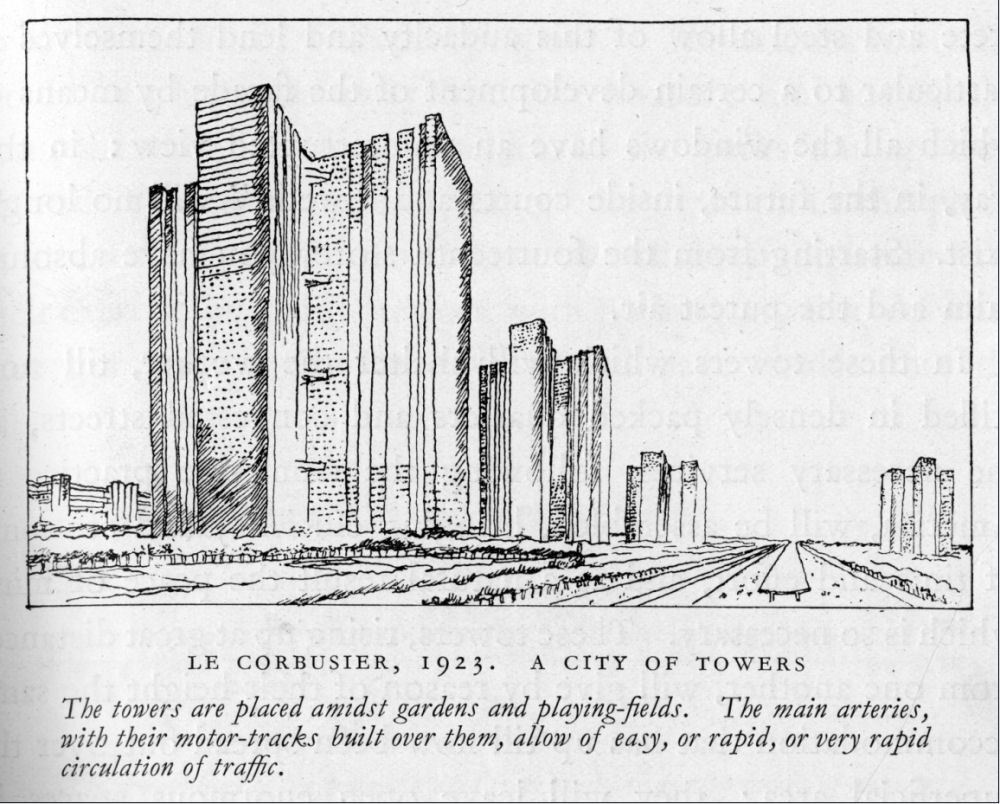 LE CORBUSIER, 1923. A CITY OF TOWERS
The towers are placed amidst gardens and playing-fields. The main arteries,
with their motor-tracks built over them, allow of easy, or rapid, or very rapid
circulation of traffic.